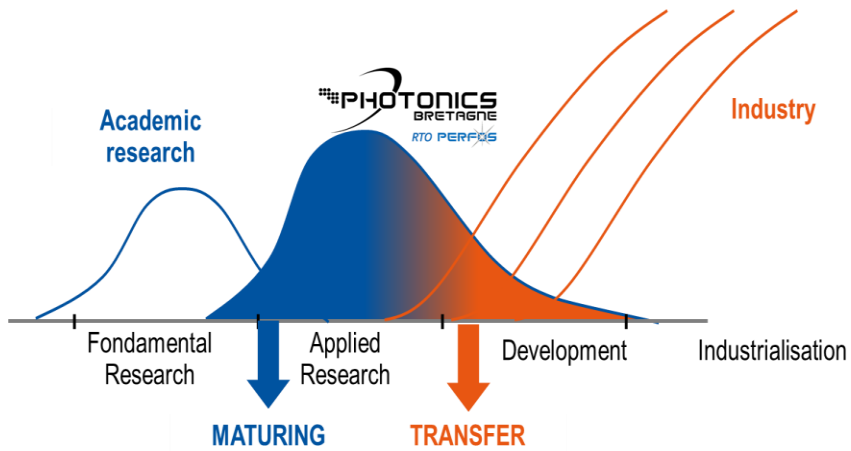 PHOTONICS
BRETAGNE
RTO PERFOS
Academic
research
Industry
Fondamental
Research
Applied
Research
Development
Industrialisation
MATURING
TRANSFER